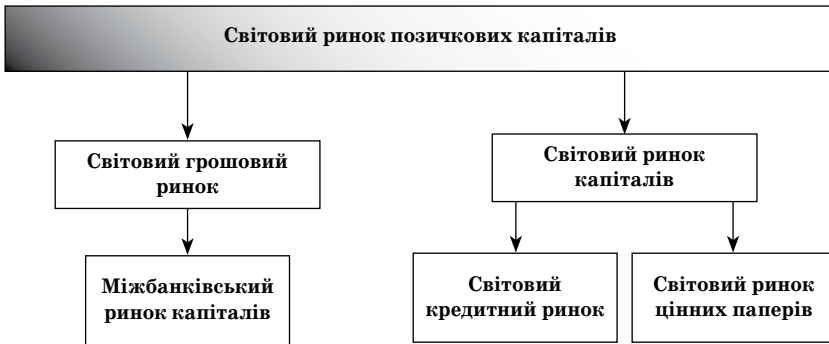 Світовий ринок позичкових капіталів
Світовий грошовий
ринок
Світовий ринок
капіталів
Міжбанківський
ринок капіталів
Світовий
кредитний ринок
Світовий ринок
цінних паперів